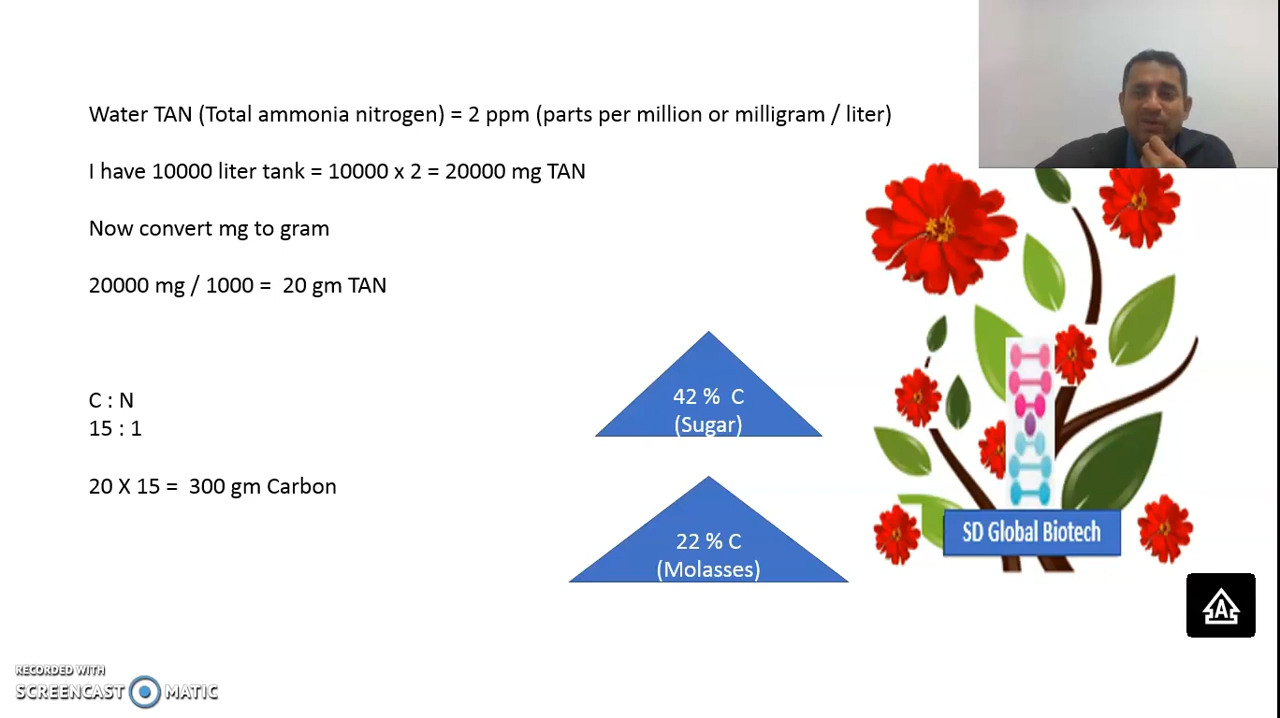 Water TAN (Total ammonia nitrogen) = 2 ppm (parts per million or milligram / liter)
I have 10000 liter tank = 10000 x 2 = 20000 mg TAN
Now convert mg to gram
20000 mg / 1000 =  20 gm TAN
C : N
15 : 1
20 X 15 =  300 gm Carbon
42 %  C
(Sugar)
22 % C
(Molasses)
SD Global Biotech
A
RECORDED WITH
SCREENCAST MATIC